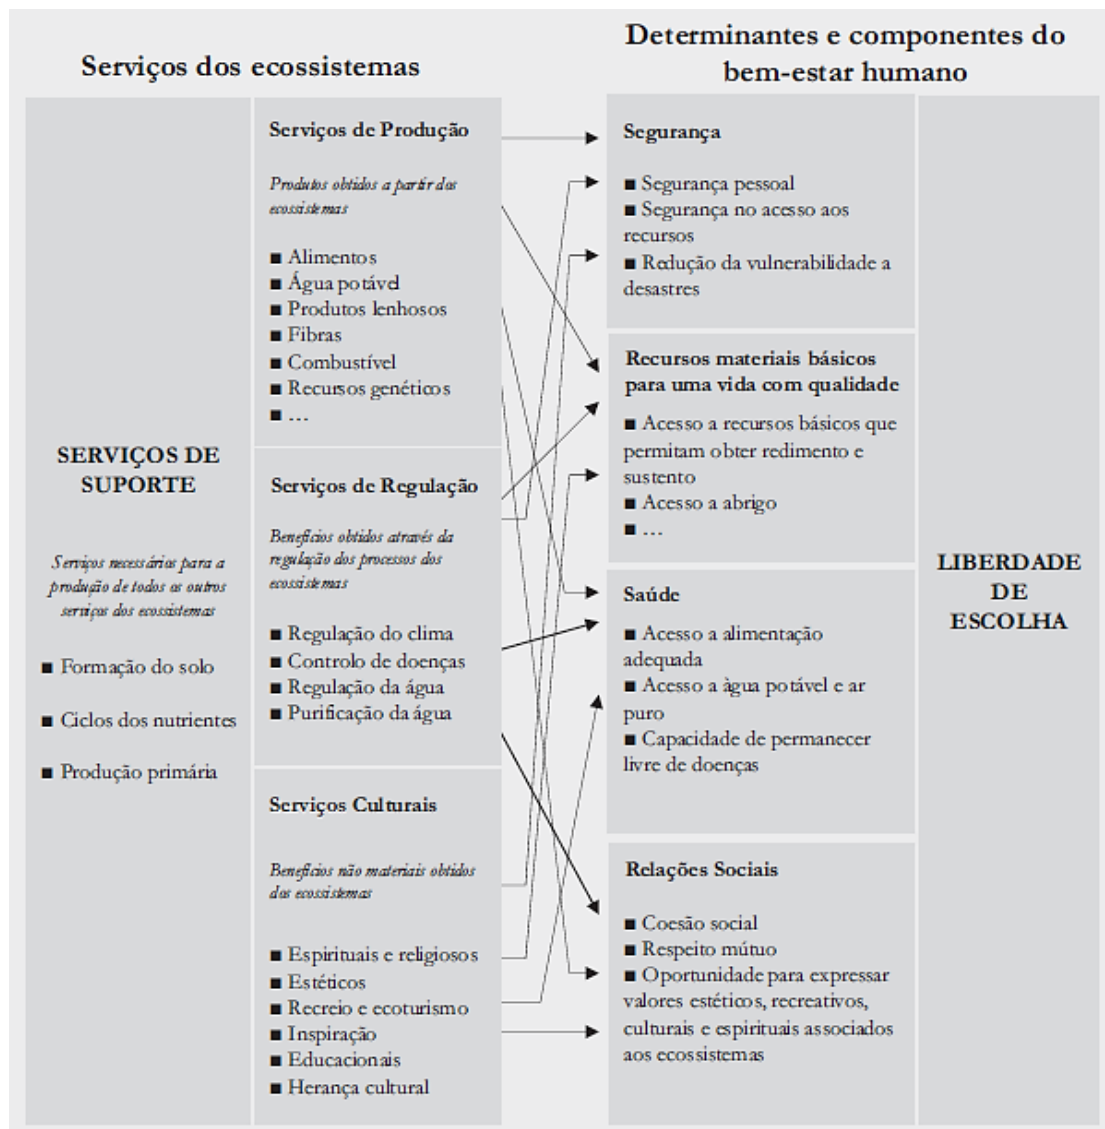 Serviços dos ecossistemas
Determinantes e componentes do
bem-estar humano
SERVIÇOS DE
SUPORTE
Serviços necessários para a
produção de todos os outros
serviços dos ecossistemas
■ Formação do solo
■ Ciclos dos nutrientes
■ Produção primária
Serviços de Produção
Produtos obtidos a partir dos
ecossistemas
■ Alimentos
■ Água potável
■ Produtos lenhosos
■ Fibras
■ Combustível
■ Recursos genéticos
■ ...
Serviços de Regulação
Benefícios obtidos através da
regulação dos processos dos
ecossistemas
■ Regulação do clima
■ Controlo de doenças
■ Regulação da água
■ Purificação da água
Serviços Culturais
Benefícios não materiais obtidos
dos ecossistemas
■ Espirituais e religiosos
■ Estéticos
■ Recreio e ecoturismo
■ Inspiração
■ Educacionais
■ Herança cultural
Segurança
■ Segurança pessoal
■ Segurança no acesso aos
recursos
■ Redução da vulnerabilidade a
desastres
Recursos materiais básicos
para uma vida com qualidade
■ Acesso a recursos básicos que
permitam obter redimento e
sustento
■ Acesso a abrigo
■ ...
Saúde
■ Acesso a alimentação
adequada
■ Acesso a àgua potável e ar
puro
■ Capacidade de permanecer
livre de doenças
Relações Sociais
■ Coesão social
■ Respeito mútuo
■ Oportunidade para expressar
valores estéticos, recreativos,
culturais e espirituais associados
aos ecossistemas
LIBERDADE
DE
ESCOLHA